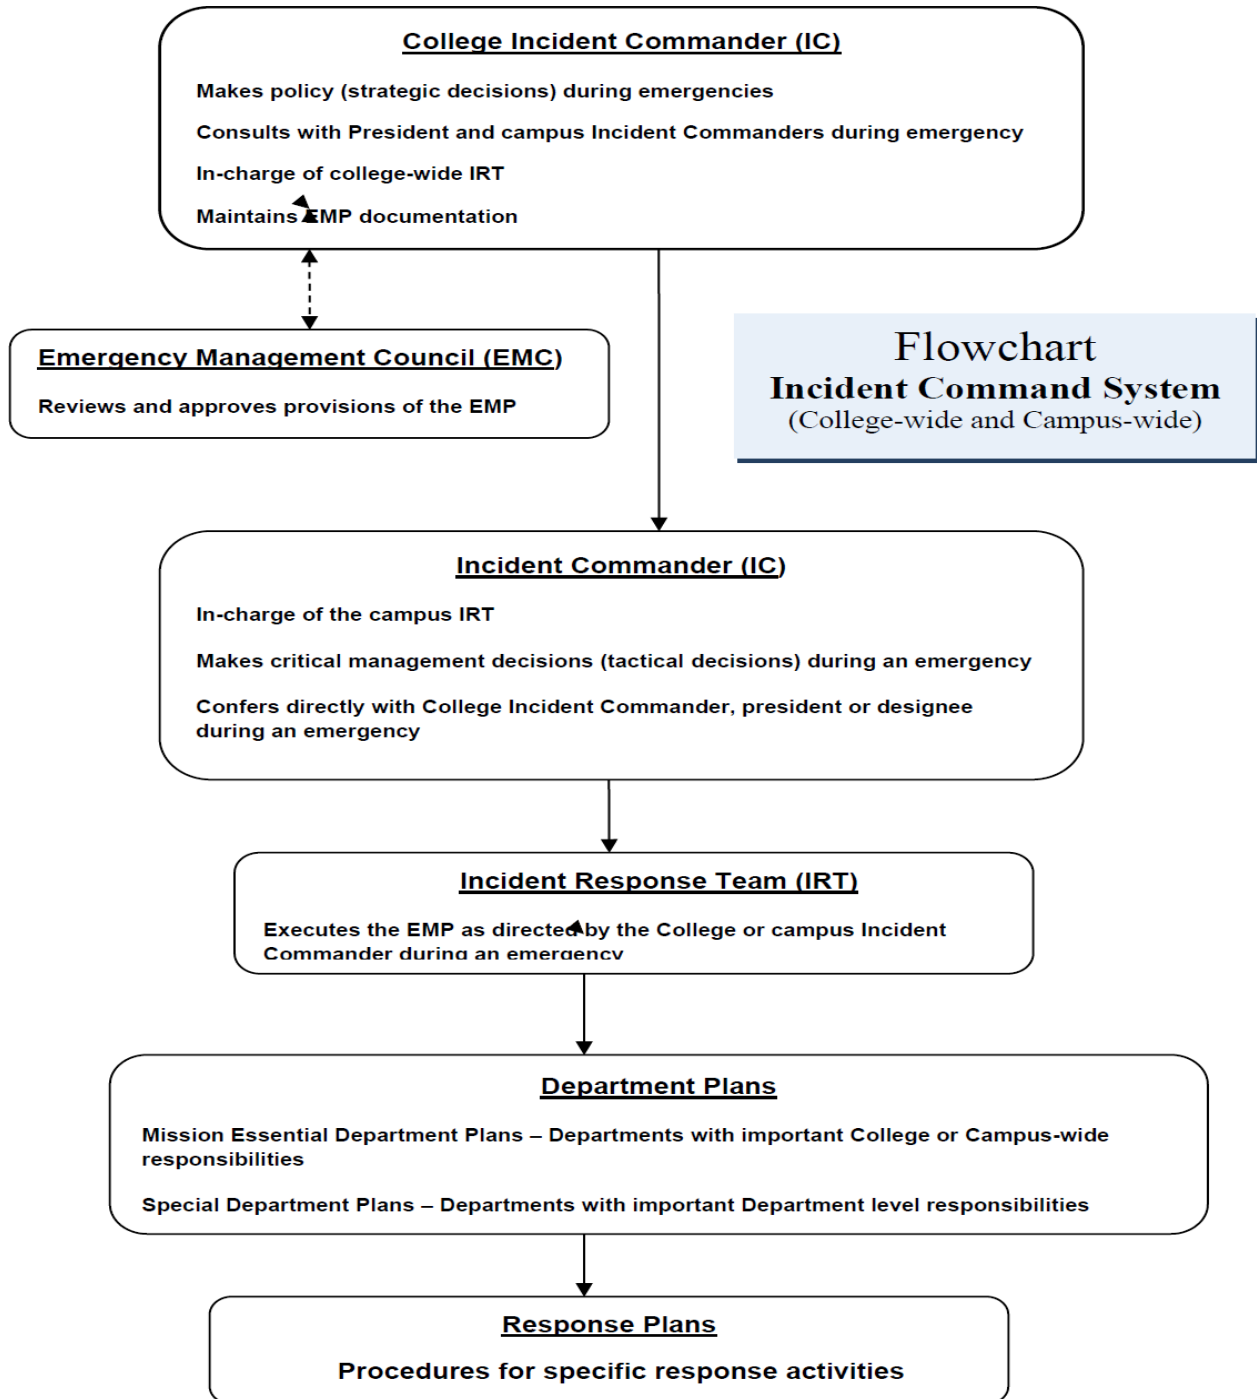 College Incident Commander (IC)
Makes policy (strategic decisions) during emergencies
Consults with President and campus Incident Commanders during emergency
In-charge of college-wide IRT
Maintains EMP documentation
Emergency Management Council (EMC)
Reviews and approves provisions of the EMP
Flowchart
Incident Command System
(College-wide and Campus-wide)
Incident Commander (IC)
In-charge of the campus IRT
Makes critical management decisions (tactical decisions) during an emergency
Confers directly with College Incident Commander, president or designee
during an emergency
Incident Response Team (IRT)
Executes the EMP as directed by the College or campus Incident
Commander during an emergency
Department Plans
Mission Essential Department Plans – Departments with important College or Campus-wide
responsibilities
Special Department Plans – Departments with important Department level responsibilities
Response Plans
Procedures for specific response activities